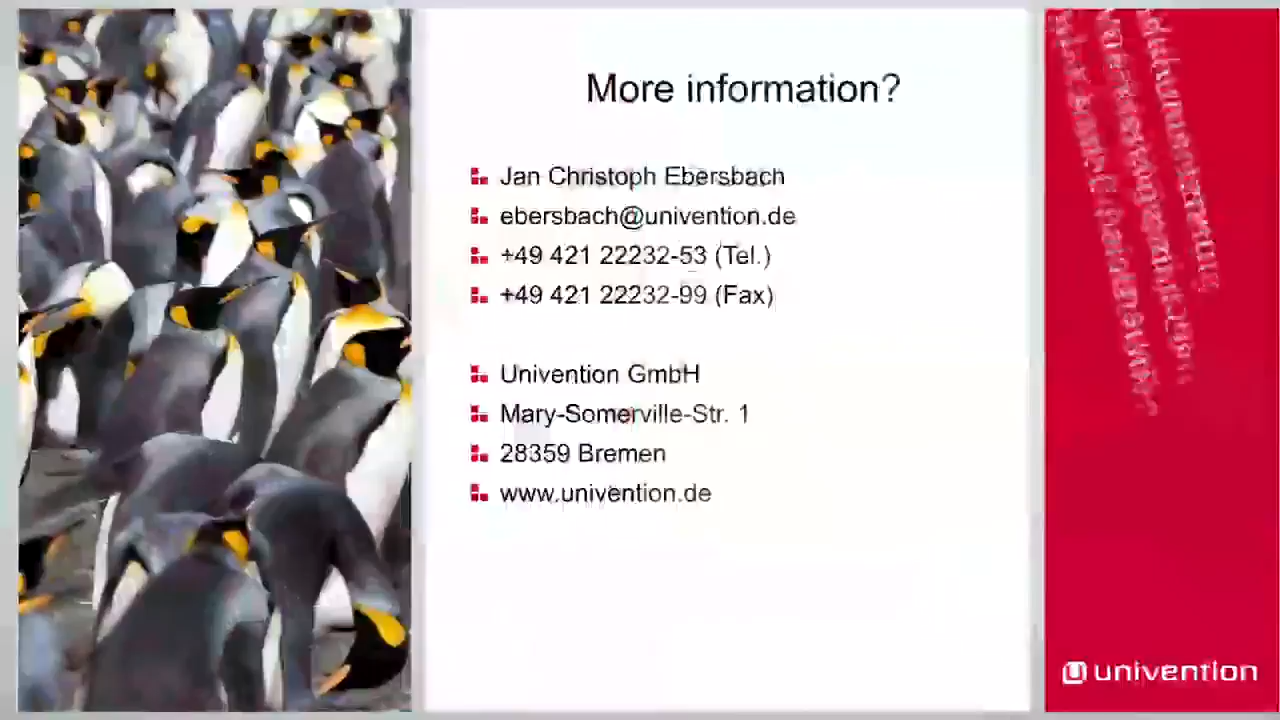 More information?
Jan Christoph Ebersbach
ebersbach@univention.de
+49 421 22232-53 (Tel.)
+49 421 22232-99 (Fax)
Univention GmbH
Mary-Somerville-Str. 1
28359 Bremen
www.univention.de
univention